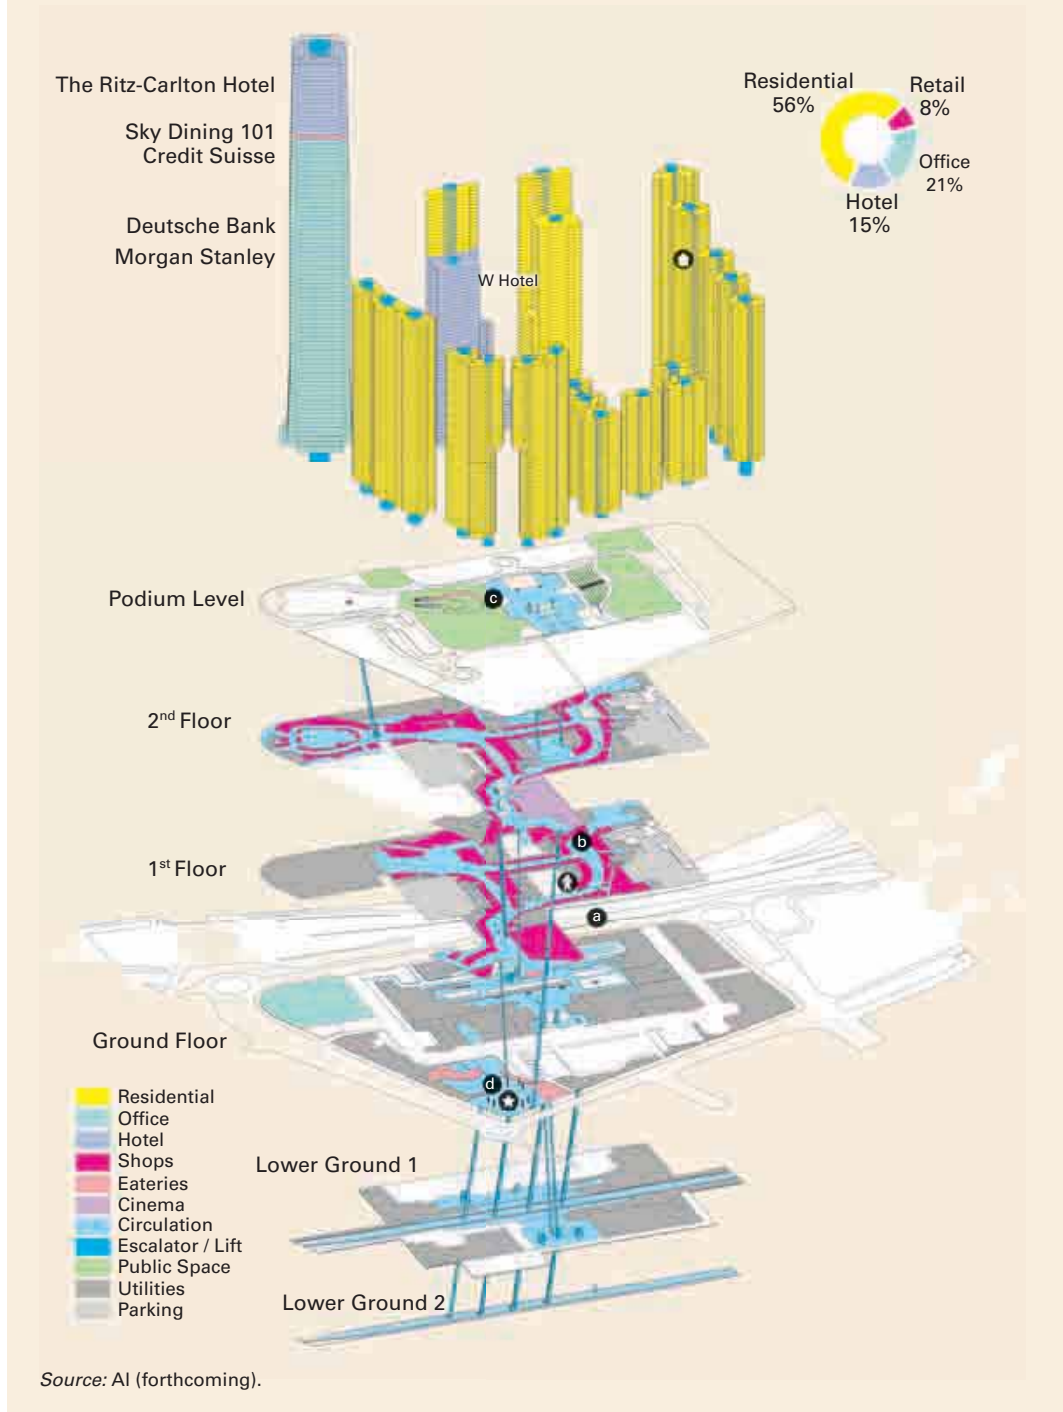 The Ritz-Carlton Hotel
Sky Dining 101
Credit Suisse
Deutsche Bank
Morgan Stanley
W Hotel
Residential
56%
Retail
8%
Office
21%
Hotel
15%
Podium Level
c
2nd Floor
1st Floor
b
a
Ground Floor
d
Residential
Office
Hotel
Shops
Eateries
Cinema
Circulation
Escalator / Lift
Public Space
Utilities
Parking
Lower Ground 1
Lower Ground 2
Source: Al (forthcoming).